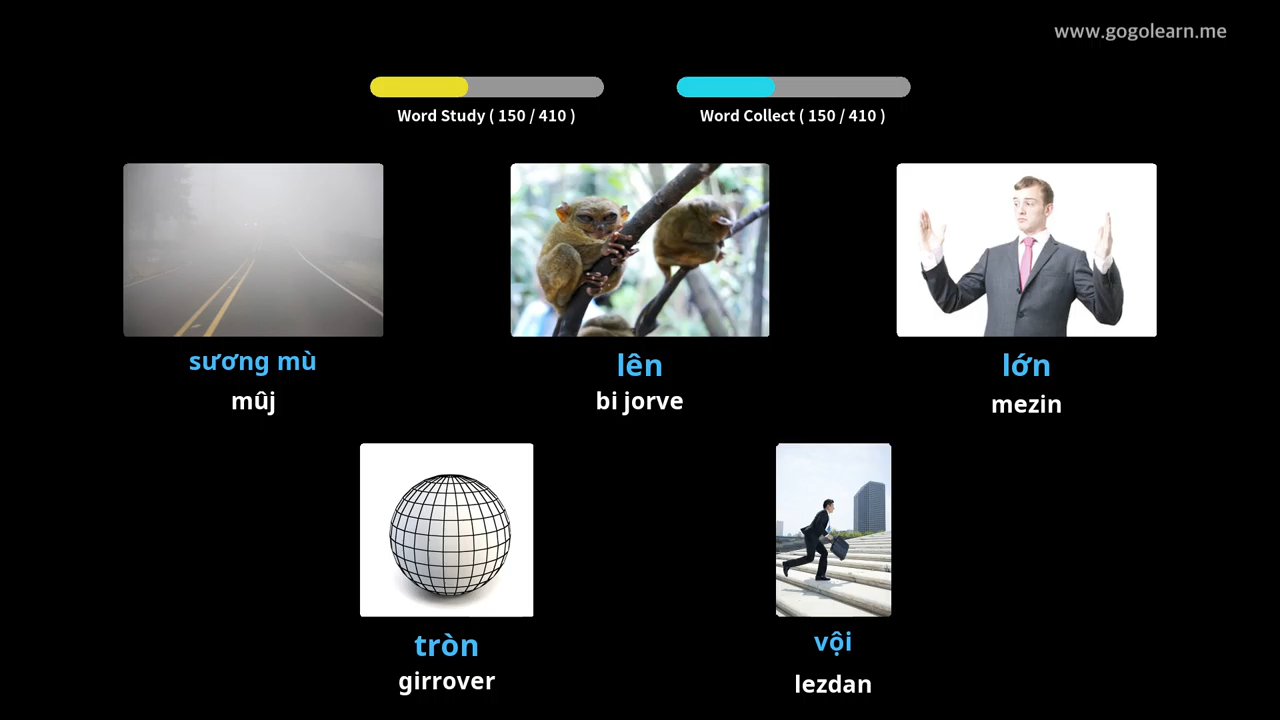 www.gogolearn.me
Word Study ( 150 / 410 )
Word Collect ( 150 / 410 )
sương mù
mûj
lên
bi jorve
lớn
mezin
tròn
girrover
vội
lezdan